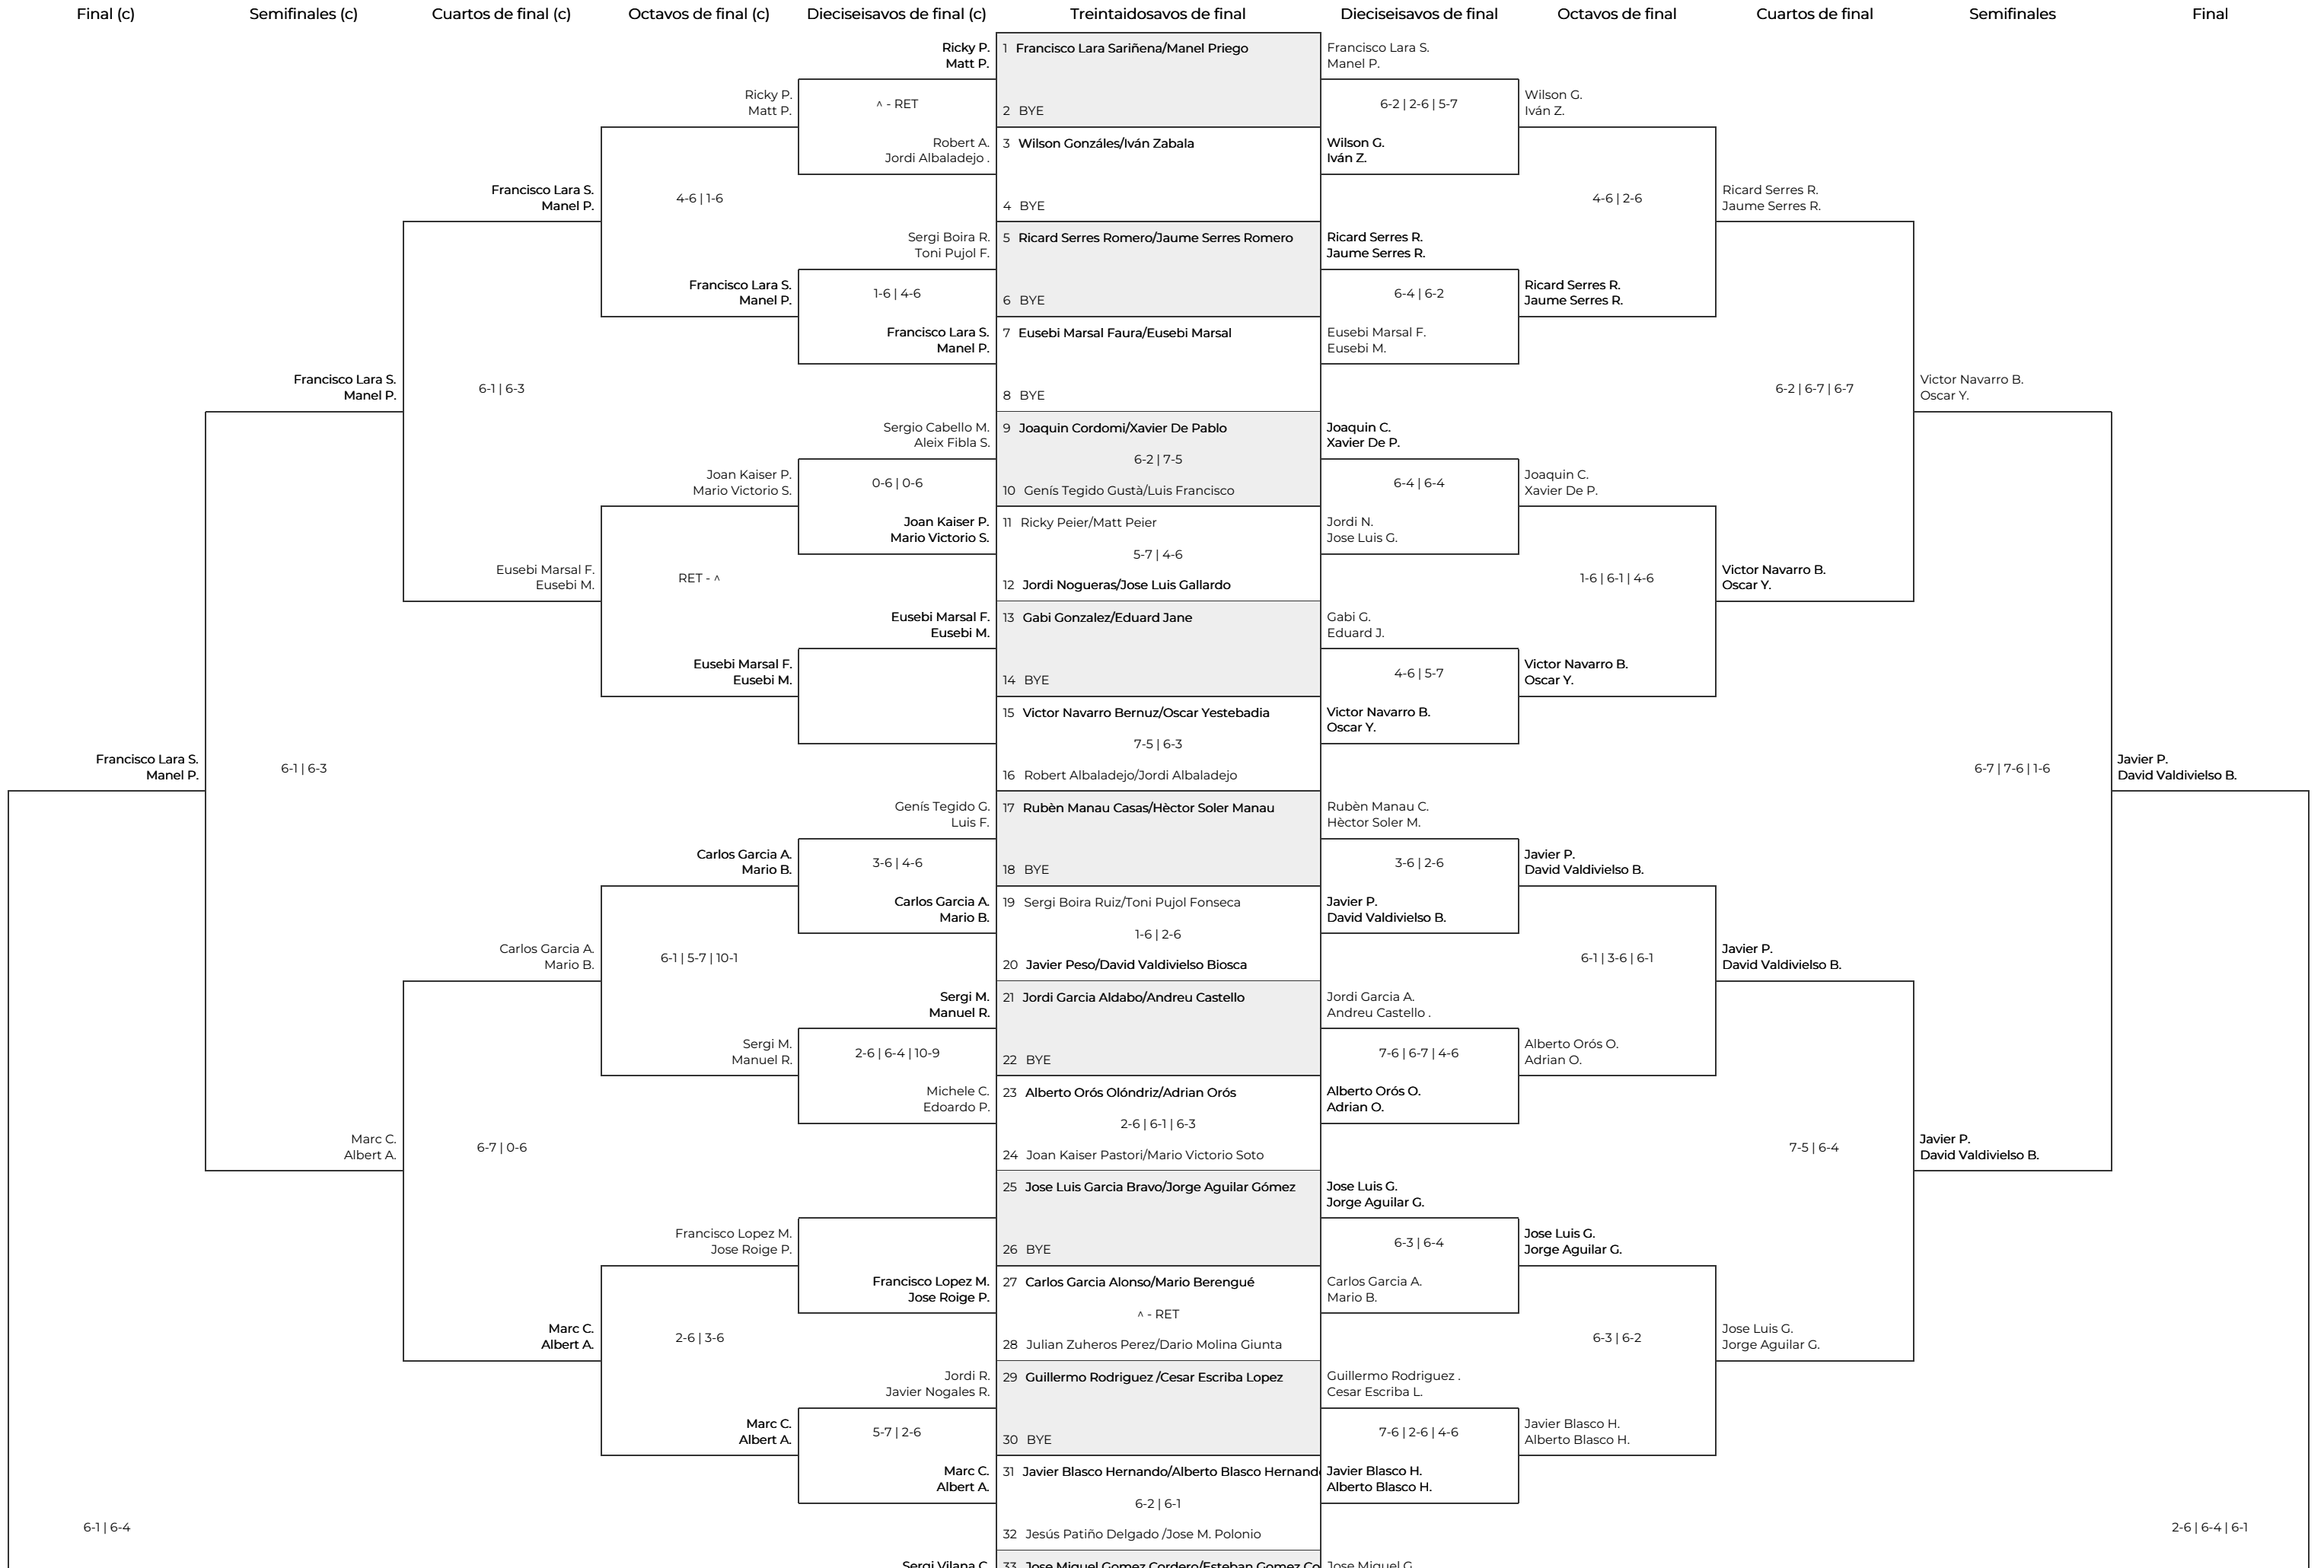 Final (c)
Semifinales (c)
Cuartos de final (c)
Octavos de final (c)
Dieciseisavos de final (c)
Treintaidosavos de final
Dieciseisavos de final
Octavos de final
Cuartos de final
Semifinales
Final
Francisco Lara S.
Manel P.
6-1 | 6-4
Francisco Lara S.
Manel P.
6-1 | 6-3
Marc C.
Albert A.
Francisco Lara S.
Manel P.
6-1 | 6-3
Eusebi Marsal F.
Eusebi M.
Carlos Garcia A.
Mario B.
6-7 | 0-6
Marc C.
Albert A.
Ricky P.
Matt P.
4-6 | 1-6
Francisco Lara S.
Manel P.
Joan Kaiser P.
Mario Victorio S.
RET - ^
Eusebi Marsal F.
Eusebi M.
Carlos Garcia A.
Mario B.
6-1 | 5-7 | 10-1
Sergi M.
Manuel R.
Francisco Lopez M.
Jose Roige P.
2-6 | 3-6
Marc C.
Albert A.
Ricky P.
Matt P.
^ - RET
Robert A.
Jordi Albaladejo .
Sergi Boira R.
Toni Pujol F.
1-6 | 4-6
Francisco Lara S.
Manel P.
Sergio Cabello M.
Aleix Fibla S.
0-6 | 0-6
Joan Kaiser P.
Mario Victorio S.
Eusebi Marsal F.
Eusebi M.
Genís Tegido G.
Luis F.
3-6 | 4-6
Carlos Garcia A.
Mario B.
Sergi M.
Manuel R.
2-6 | 6-4 | 10-9
Michele C.
Edoardo P.
Francisco Lopez M.
Jose Roige P.
Jordi R.
Javier Nogales R.
5-7 | 2-6
Marc C.
Albert A.
Sergi Vilana C.
1 Francisco Lara Sariñena/Manel Priego
2 BYE
3 Wilson Gonzáles/Iván Zabala
4 BYE
5 Ricard Serres Romero/Jaume Serres Romero
6 BYE
7 Eusebi Marsal Faura/Eusebi Marsal
8 BYE
9 Joaquin Cordomi/Xavier De Pablo
6-2 | 7-5
10 Genís Tegido Gustà/Luis Francisco
11 Ricky Peier/Matt Peier
5-7 | 4-6
12 Jordi Nogueras/Jose Luis Gallardo
13 Gabi Gonzalez/Eduard Jane
14 BYE
15 Victor Navarro Bernuz/Oscar Yestebadia
7-5 | 6-3
16 Robert Albaladejo/Jordi Albaladejo
17 Rubèn Manau Casas/Hèctor Soler Manau
18 BYE
19 Sergi Boira Ruiz/Toni Pujol Fonseca
1-6 | 2-6
20 Javier Peso/David Valdivielso Biosca
21 Jordi Garcia Aldabo/Andreu Castello
22 BYE
23 Alberto Orós Olóndriz/Adrian Orós
2-6 | 6-1 | 6-3
24 Joan Kaiser Pastori/Mario Victorio Soto
25 Jose Luis Garcia Bravo/Jorge Aguilar Gómez
26 BYE
27 Carlos Garcia Alonso/Mario Berengué
^ - RET
28 Julian Zuheros Perez/Dario Molina Giunta
29 Guillermo Rodriguez /Cesar Escriba Lopez
30 BYE
31 Javier Blasco Hernando/Alberto Blasco Hernand
6-2 | 6-1
32 Jesús Patiño Delgado /Jose M. Polonio
33 Jose Miguel Gomez Cordero/Esteban Gomez Co
Francisco Lara S.
Manel P.
6-2 | 2-6 | 5-7
Wilson G.
Iván Z.
Ricard Serres R.
Jaume Serres R.
6-4 | 6-2
Eusebi Marsal F.
Eusebi M.
Joaquin C.
Xavier De P.
6-4 | 6-4
Jordi N.
Jose Luis G.
Gabi G.
Eduard J.
4-6 | 5-7
Victor Navarro B.
Oscar Y.
Rubèn Manau C.
Hèctor Soler M.
3-6 | 2-6
Javier P.
David Valdivielso B.
Jordi Garcia A.
Andreu Castello .
7-6 | 6-7 | 4-6
Alberto Orós O.
Adrian O.
Jose Luis G.
Jorge Aguilar G.
6-3 | 6-4
Carlos Garcia A.
Mario B.
Guillermo Rodriguez .
Cesar Escriba L.
7-6 | 2-6 | 4-6
Javier Blasco H.
Alberto Blasco H.
Jose Miguel G.
Wilson G.
Iván Z.
4-6 | 2-6
Ricard Serres R.
Jaume Serres R.
Joaquin C.
Xavier De P.
1-6 | 6-1 | 4-6
Victor Navarro B.
Oscar Y.
Javier P.
David Valdivielso B.
6-1 | 3-6 | 6-1
Alberto Orós O.
Adrian O.
Jose Luis G.
Jorge Aguilar G.
6-3 | 6-2
Javier Blasco H.
Alberto Blasco H.
Ricard Serres R.
Jaume Serres R.
6-2 | 6-7 | 6-7
Victor Navarro B.
Oscar Y.
Javier P.
David Valdivielso B.
7-5 | 6-4
Jose Luis G.
Jorge Aguilar G.
Victor Navarro B.
Oscar Y.
6-7 | 7-6 | 1-6
Javier P.
David Valdivielso B.
Javier P.
David Valdivielso B.
2-6 | 6-4 | 6-1